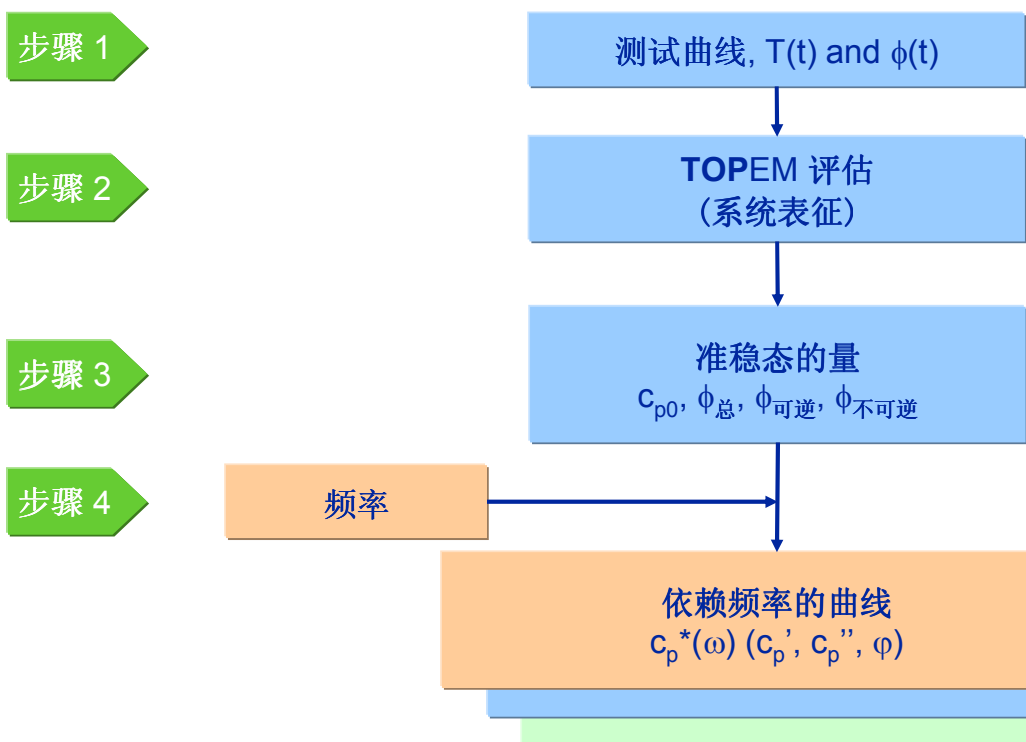 步骤 1
测试曲线, T(t) and ϕ(t)
步骤 2
TOPEM 评估
(系统表征)
步骤 3
准稳态的量
cp0, ϕ总, ϕ可逆, ϕ不可逆
步骤 4
频率
依赖频率的曲线
cp*(ω) (cp’, cp’’, φ)